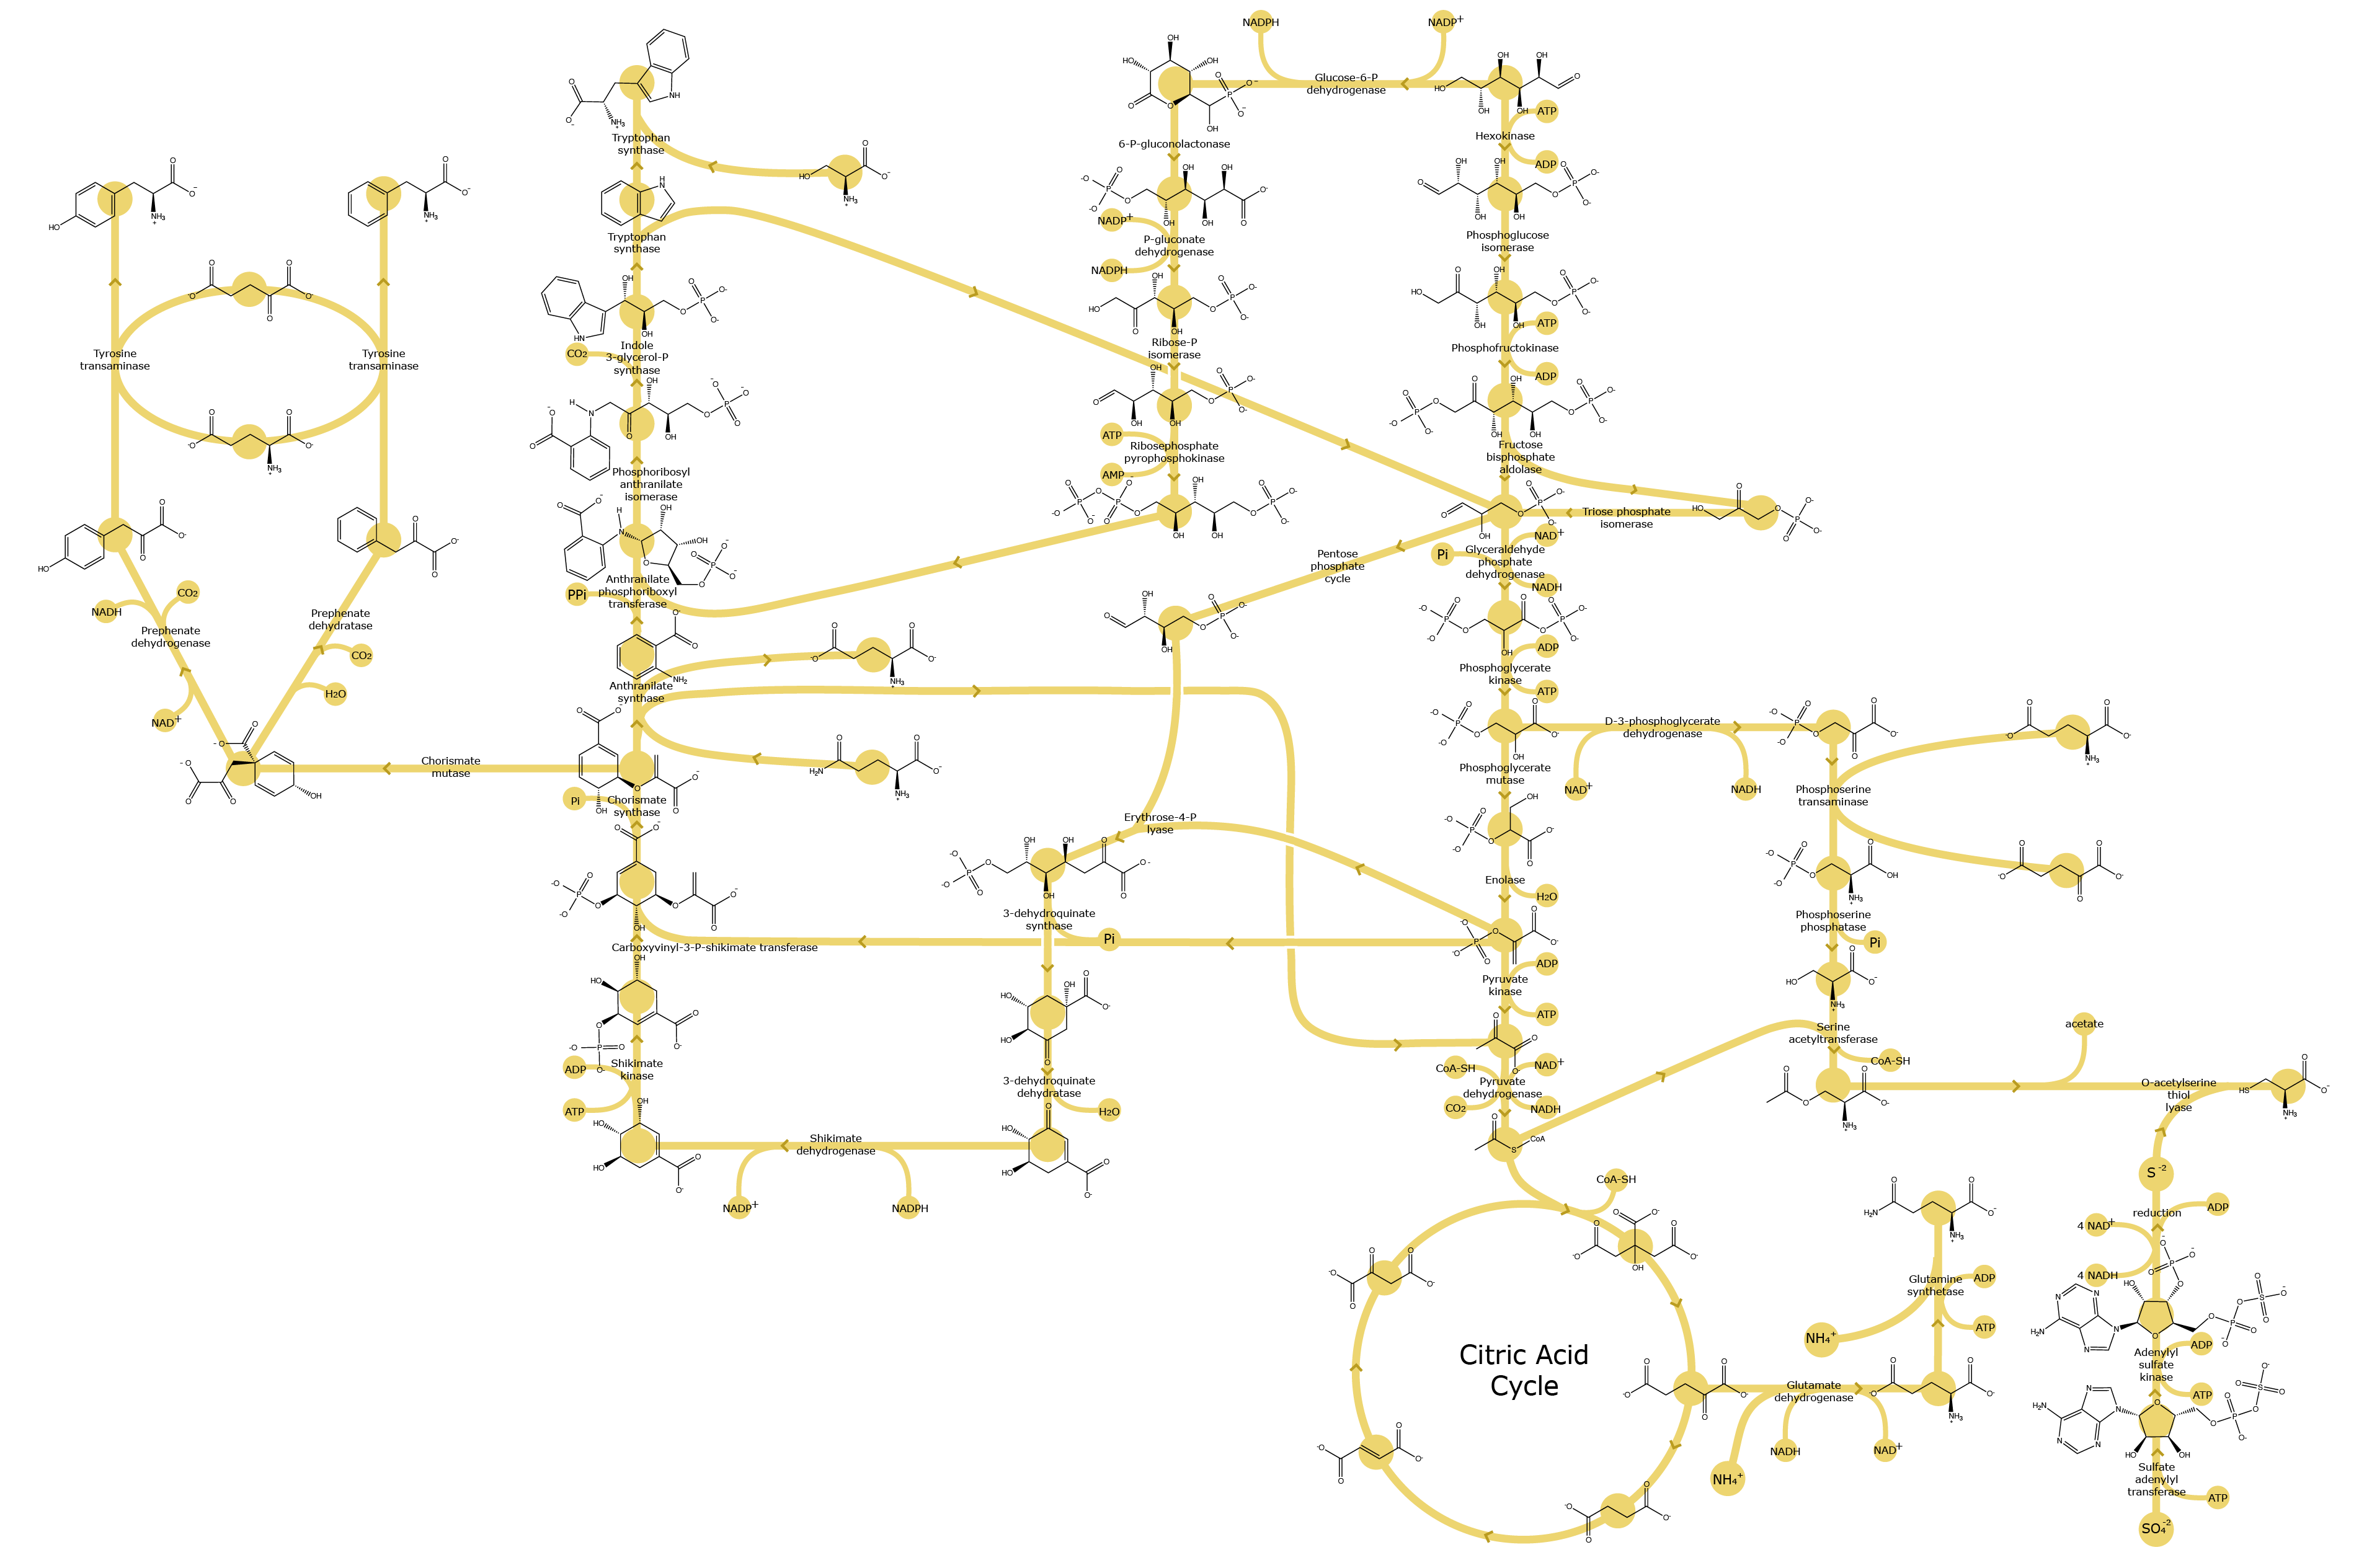 NADPH
NADP+
Glucose-6-P
dehydrogenase
ATP
Hexokinase
ADP
6-P-gluconolactonase
Tryptophan
synthase
NADP+
P-gluconate
dehydrogenase
NADPH
Phosphoglucose
isomerase
Tryptophan
synthase
ATP
Phosphofructokinase
ADP
Ribose-P
isomerase
Indole
3-glycerol-P
synthase
CO2
Tyrosine
transaminase
Tyrosine
transaminase
ATP
Ribosephosphate
pyrophosphokinase
AMP
Fructose
bisphosphate
aldolase
Phosphoribosyl
anthranilate
isomerase
Triose phosphate
isomerase
NAD+
Pi
Glyceraldehyde
phosphate
dehydrogenase
NADH
Pentose
phosphate
cycle
Anthranilate
phosphoriboxyl
transferase
PPi
NADH
CO2
Prephenate
dehydrogenase
Prephenate
dehydratase
CO2
H2O
NAD+
ADP
Phosphoglycerate
kinase
ATP
Anthranilate
synthase
D-3-phosphoglycerate
dehydrogenase
NAD+
NADH
Chorismate
mutase
Phosphoglycerate
mutase
Phosphoserine
transaminase
Pi
Chorismate
synthase
Erythrose-4-P
lyase
Enolase
H2O
3-dehydroquinate
synthase
Pi
Carboxyvinyl-3-P-shikimate transferase
Phosphoserine
phosphatase
Pi
ADP
Pyruvate
kinase
ATP
Serine
acetyltransferase
acetate
CoA-SH
ADP
Shikimate
kinase
ATP
3-dehydroquinate
dehydratase
H2O
CoA-SH
NAD+
Pyruvate
dehydrogenase
CO2
NADH
O-acetylserine
thiol
lyase
Shikimate
dehydrogenase
NADP+
NADPH
CoA
S
CoA-SH
S-2
ADP
reduction
4 NAD+
4 NADH
Glutamine
synthetase
ADP
ATP
NH4+
Citric Acid
Cycle
ADP
Adenylyl
sulfate
kinase
ATP
Glutamate
dehydrogenase
NADH
NAD+
NH4+
Sulfate
adenylyl
transferase
ATP
SO4-2